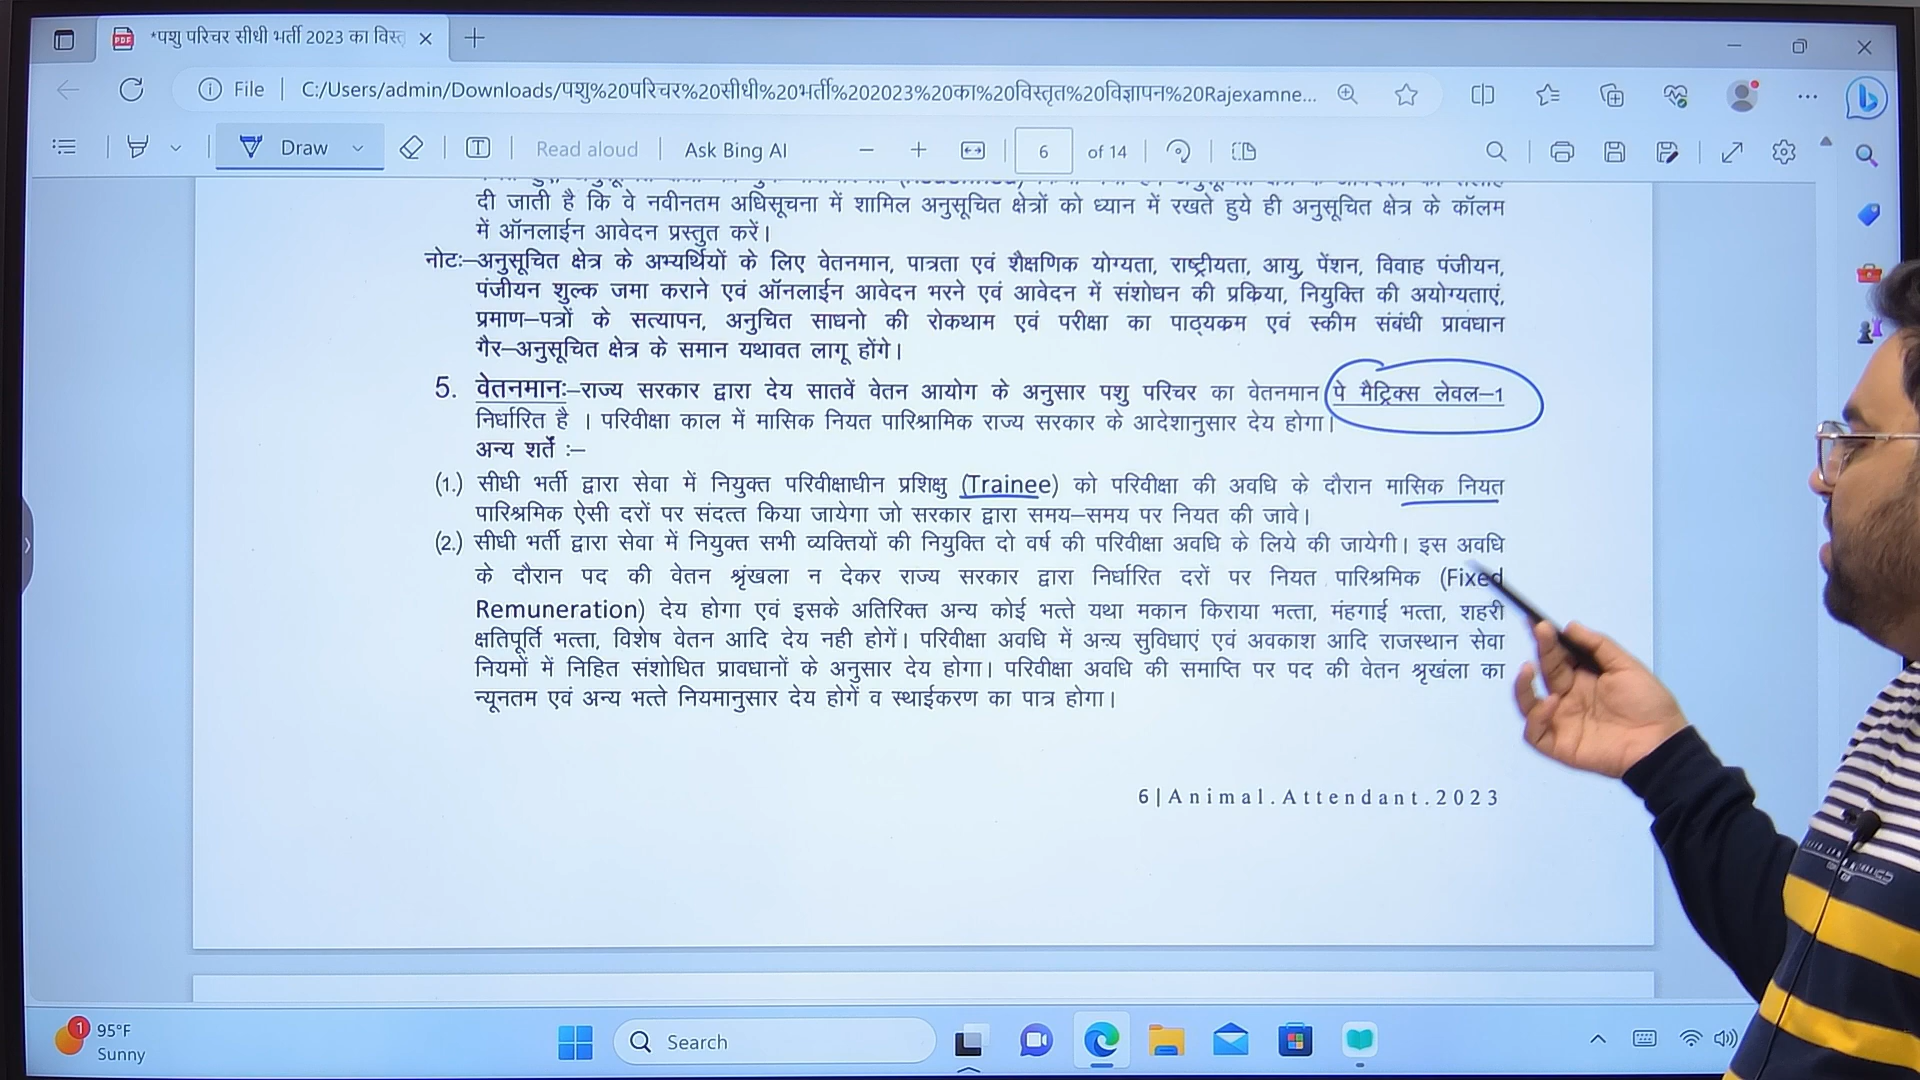 *पशु परिचर सीधी भर्ती 2023 का विस्त
File
C:/Users/admin/Downloads/पशु%20परिचर%20सीधी%20भर्ती%202023%20का%20विस्तृत%20विज्ञापन%20Rajexamne...
Draw
Read aloud
Ask Bing AI
6 of 14
दी जाती है कि वे नवीनतम अधिसूचना में शामिल अनुसूचित क्षेत्रों को ध्यान में रखते हुये ही अनुसूचित क्षेत्र के कॉलम
में ऑनलाईन आवेदन प्रस्तुत करें।
नोटः–अनुसूचित क्षेत्र के अभ्यर्थियों के लिए वेतनमान, पात्रता एवं शैक्षणिक योग्यता, राष्ट्रीयता, आयु, पेंशन, विवाह पंजीयन,
पंजीयन शुल्क जमा कराने एवं ऑनलाईन आवेदन भरने एवं आवेदन में संशोधन की प्रकिया, नियुक्ति की अयोग्यताएं,
प्रमाण–पत्रों के सत्यापन, अनुचित साधनो की रोकथाम एवं परीक्षा का पाठ्यकम एवं स्कीम संबंधी प्रावधान
गैर–अनुसूचित क्षेत्र के समान यथावत लागू होंगे।
5. वेतनमानः–राज्य सरकार द्वारा देय सातवें वेतन आयोग के अनुसार पशु परिचर का वेतनमान पे मैट्रिक्स लेवल–1
निर्धारित है । परिवीक्षा काल में मासिक नियत पारिश्रामिक राज्य सरकार के आदेशानुसार देय होगा।
अन्य शर्तें :–
(1.) सीधी भर्ती द्वारा सेवा में नियुक्त परिवीक्षाधीन प्रशिक्षु (Trainee) को परिवीक्षा की अवधि के दौरान मासिक नियत
पारिश्रमिक ऐसी दरों पर संदत्त किया जायेगा जो सरकार द्वारा समय–समय पर नियत की जावे।
(2.) सीधी भर्ती द्वारा सेवा में नियुक्त सभी व्यक्तियों की नियुक्ति दो वर्ष की परिवीक्षा अवधि के लिये की जायेगी। इस अवधि
के दौरान पद की वेतन श्रृंखला न देकर राज्य सरकार द्वारा निर्धारित दरों पर नियत पारिश्रमिक (Fixed
Remuneration) देय होगा एवं इसके अतिरिक्त अन्य कोई भत्ते यथा मकान किराया भत्ता, मंहगाई भत्ता, शहरी
क्षतिपूर्ति भत्ता, विशेष वेतन आदि देय नही होगें। परिवीक्षा अवधि में अन्य सुविधाएं एवं अवकाश आदि राजस्थान सेवा
नियमों में निहित संशोधित प्रावधानों के अनुसार देय होगा। परिवीक्षा अवधि की समाप्ति पर पद की वेतन श्रृखंला का
न्यूनतम एवं अन्य भत्ते नियमानुसार देय होगें व स्थाईकरण का पात्र होगा।
6|Animal.Attendant.2023
1
95°F
Sunny
Search